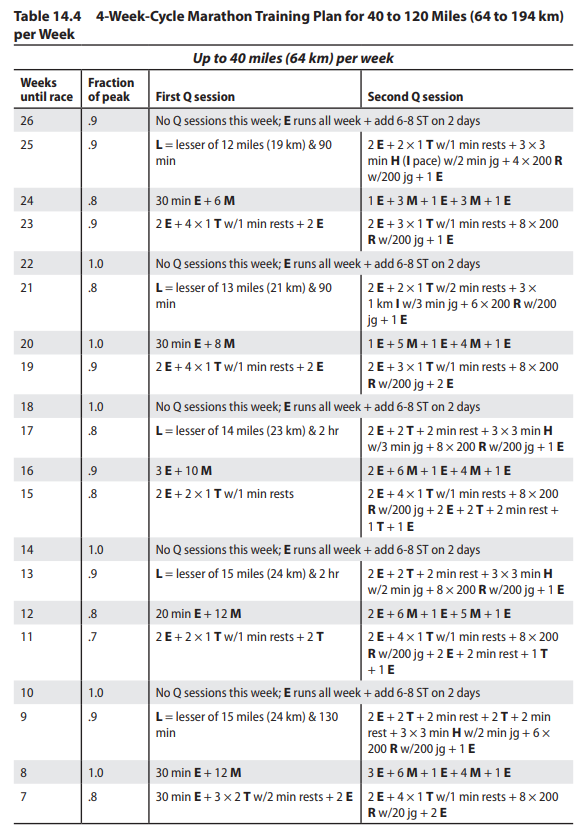 Table 14.4 4-Week-Cycle Marathon Training Plan for 40 to 120 Miles (64 to 194 km)
per Week
Up to 40 miles (64 km) per week
Weeks until race Fraction of peak First Q session Second Q session
26 .9 No Q sessions this week; E runs all week + add 6-8 ST on 2 days
25 .9 L = lesser of 12 miles (19 km) & 90 min 2 E + 2 × 1 T w/1 min rests + 3 × 3 min H (I pace) w/2 min jg + 4 × 200 R w/200 jg + 1 E
24 .8 30 min E + 6 M 1 E + 3 M + 1 E + 3 M + 1 E
23 .9 2 E + 4 × 1 T w/1 min rests + 2 E 2 E + 3 × 1 T w/1 min rests + 8 × 200 R w/200 jg + 1 E
22 1.0 No Q sessions this week; E runs all week + add 6-8 ST on 2 days
21 .8 L = lesser of 13 miles (21 km) & 90 min 2 E + 2 × 1 T w/2 min rests + 3 × 1 km I w/3 min jg + 6 × 200 R w/200 jg + 1 E
20 1.0 30 min E + 8 M 1 E + 5 M + 1 E + 4 M + 1 E
19 .9 2 E + 4 × 1 T w/1 min rests + 2 E 2 E + 3 × 1 T w/1 min rests + 8 × 200 R w/200 jg + 2 E
18 1.0 No Q sessions this week; E runs all week + add 6-8 ST on 2 days
17 .8 L = lesser of 14 miles (23 km) & 2 hr 2 E + 2 T + 2 min rest + 3 × 3 min H w/3 min jg + 8 × 200 R w/200 jg + 1 E
16 .9 3 E + 10 M 2 E + 6 M + 1 E + 4 M + 1 E
15 .8 2 E + 2 × 1 T w/1 min rests 2 E + 4 × 1 T w/1 min rests + 8 × 200 R w/200 jg + 2 E + 2 T + 2 min rest + 1 T + 1 E
14 1.0 No Q sessions this week; E runs all week + add 6-8 ST on 2 days
13 .9 L = lesser of 15 miles (24 km) & 2 hr 2 E + 2 T + 2 min rest + 3 × 3 min H w/2 min jg + 8 × 200 R w/200 jg + 1 E
12 .8 20 min E + 12 M 2 E + 6 M + 1 E + 5 M + 1 E
11 .7 2 E + 2 × 1 T w/1 min rests + 2 T 2 E + 4 × 1 T w/1 min rests + 8 × 200 R w/200 jg + 2 E + 2 min rest + 1 T + 1 E
10 1.0 No Q sessions this week; E runs all week + add 6-8 ST on 2 days
9 .9 L = lesser of 15 miles (24 km) & 130 min 2 E + 2 T + 2 min rest + 2 T + 2 min rest + 3 × 3 min H w/2 min jg + 6 × 200 R w/200 jg + 1 E
8 1.0 30 min E + 12 M 3 E + 6 M + 1 E + 4 M + 1 E
7 .8 30 min E + 3 × 2 T w/2 min rests + 2 E 2 E + 4 × 1 T w/1 min rests + 8 × 200 R w/20 jg + 2 E